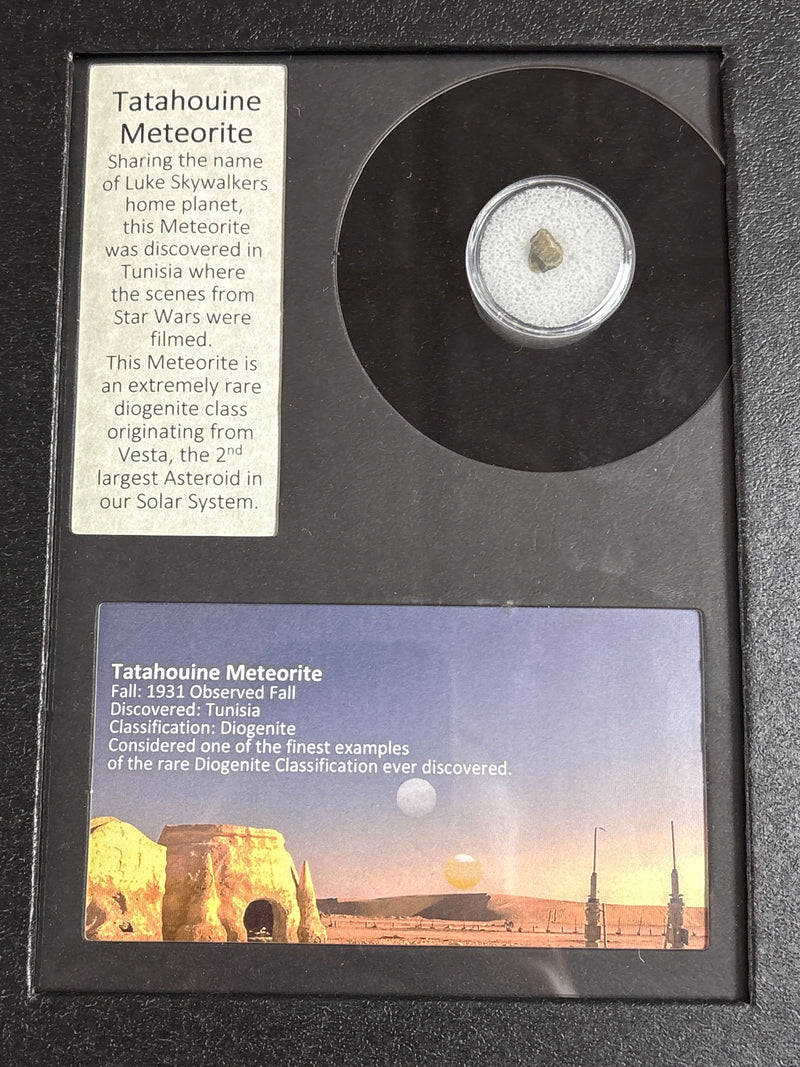 Tatahouine
Meteorite
Sharing the name
of Luke Skywalkers
home planet,
this Meteorite
was discovered in
Tunisia where
the scenes from
Star Wars were
filmed.
This Meteorite is
an extremely rare
diogenite class
originating from
Vesta, the 2nd
largest Asteroid in
our Solar System.
Tatahouine Meteorite
Fall: 1931 Observed Fall
Discovered: Tunisia
Classification: Diogenite
Considered one of the finest examples
of the rare Diogenite Classification ever discovered.